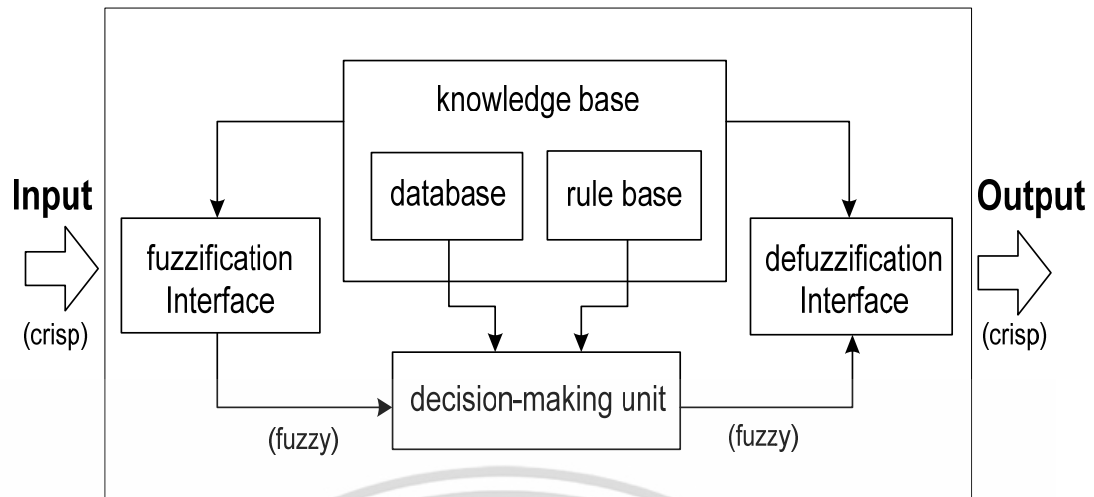 knowledge base
database
rule base
Input
(crisp)
fuzzification
Interface
decision-making unit
(fuzzy)
(fuzzy)
defuzzification
Interface
Output
(crisp)